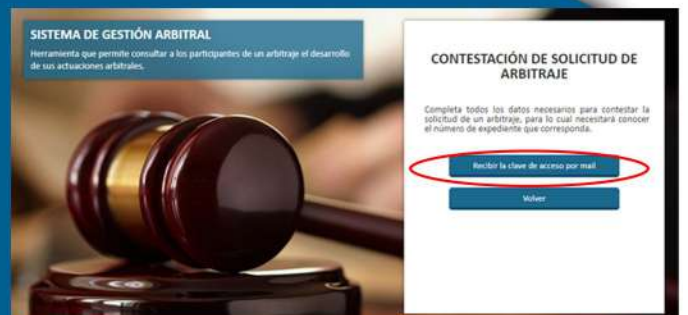 SISTEMA DE GESTIÓN ARBITRAL
Herramienta que permite consultar a los participantes de un arbitraje el desarrollo
de sus actuaciones arbitrales.
CONTESTACIÓN DE SOLICITUD DE
ARBITRAJE
Completa todos los datos necesarios para contestar la
solicitud de un arbitraje, para lo cual necesitará conocer
el número de expediente que corresponda.
Recibir la clave de acceso por mail
Volver